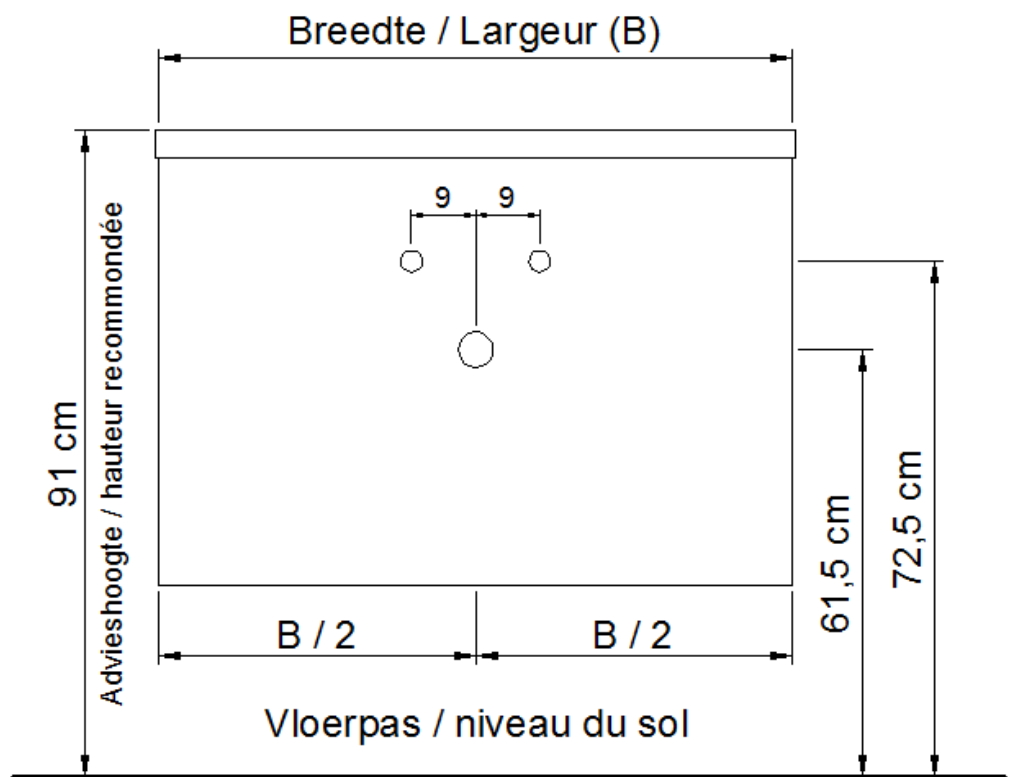 Breedte / Largeur (B)
9
9
91 cm
Advieshoogte / hauteur recommondée
61,5 cm
72,5 cm
B / 2
B / 2
Vloerpas / niveau du sol